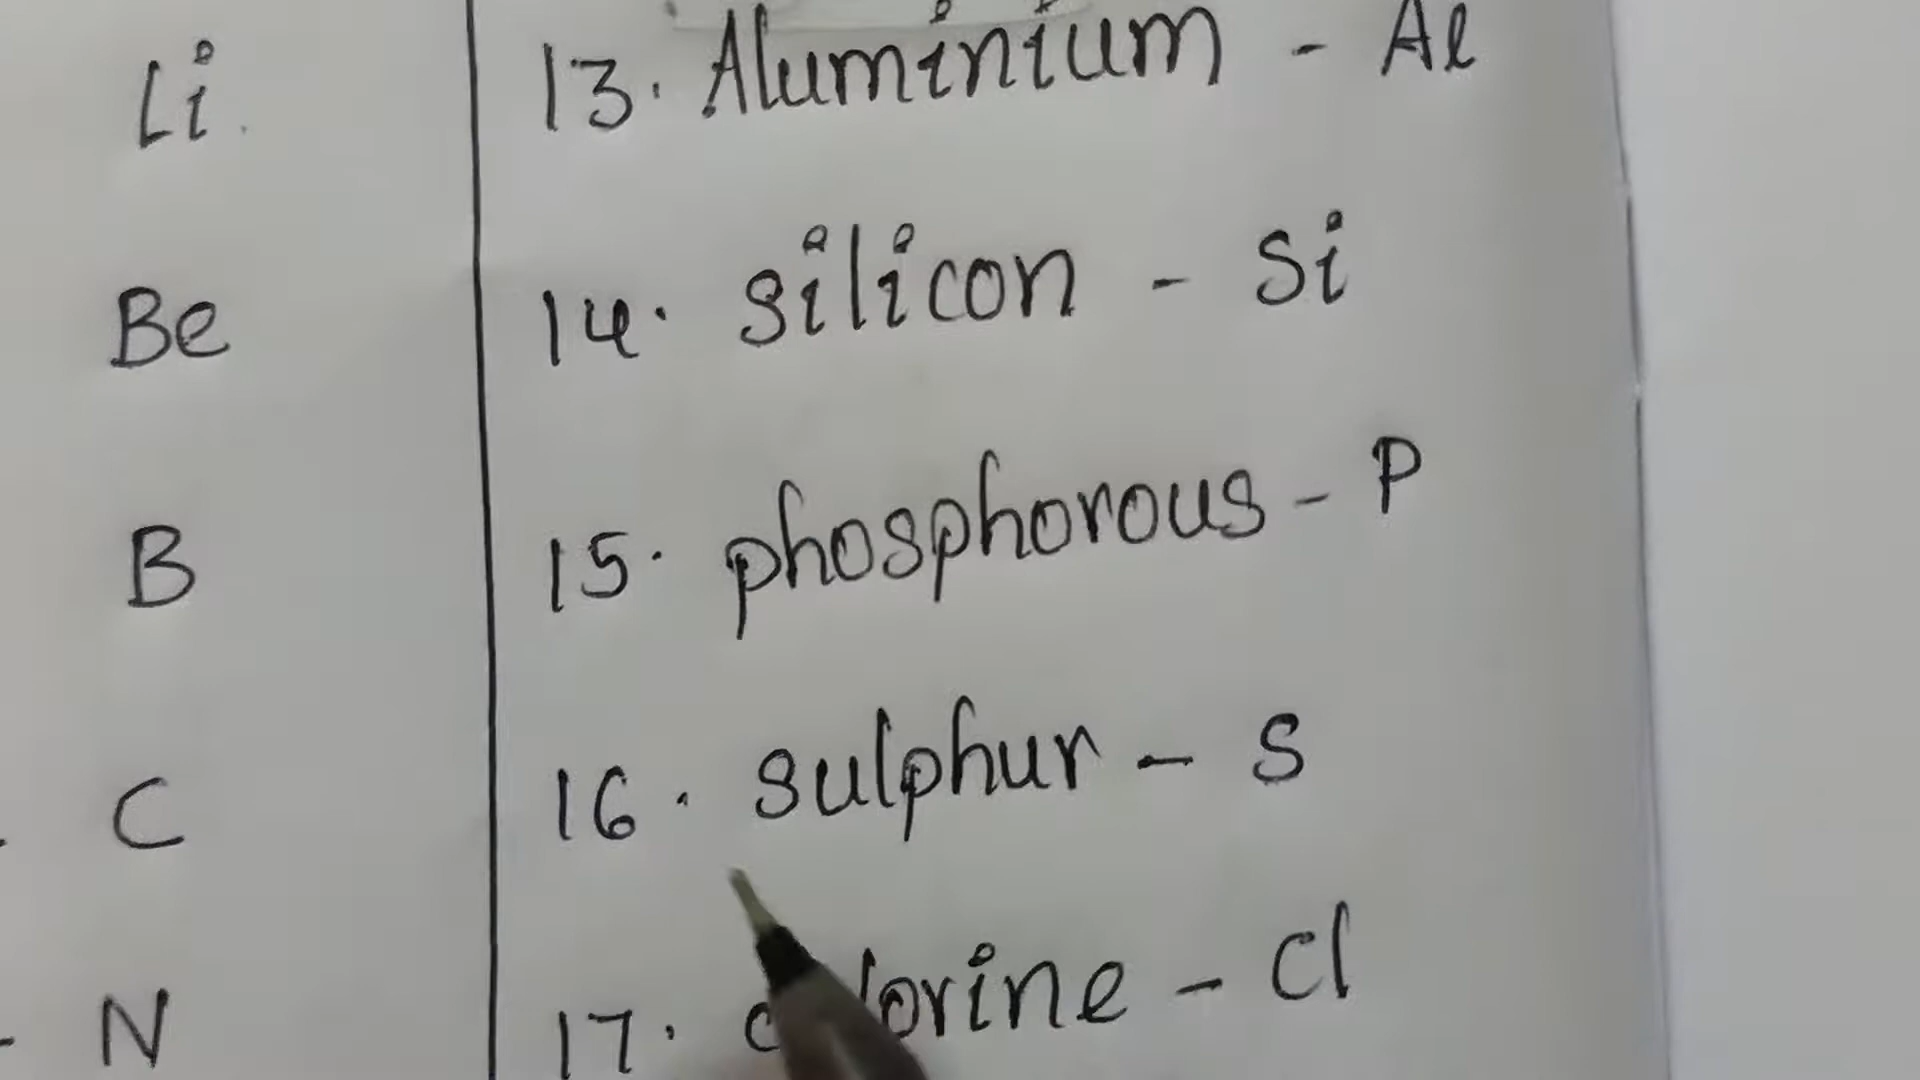 Li
Be
B
C
N
13. Aluminium - Al
14. silicon - Si
15. phosphorous - P
16. sulphur - S
17. - Cl